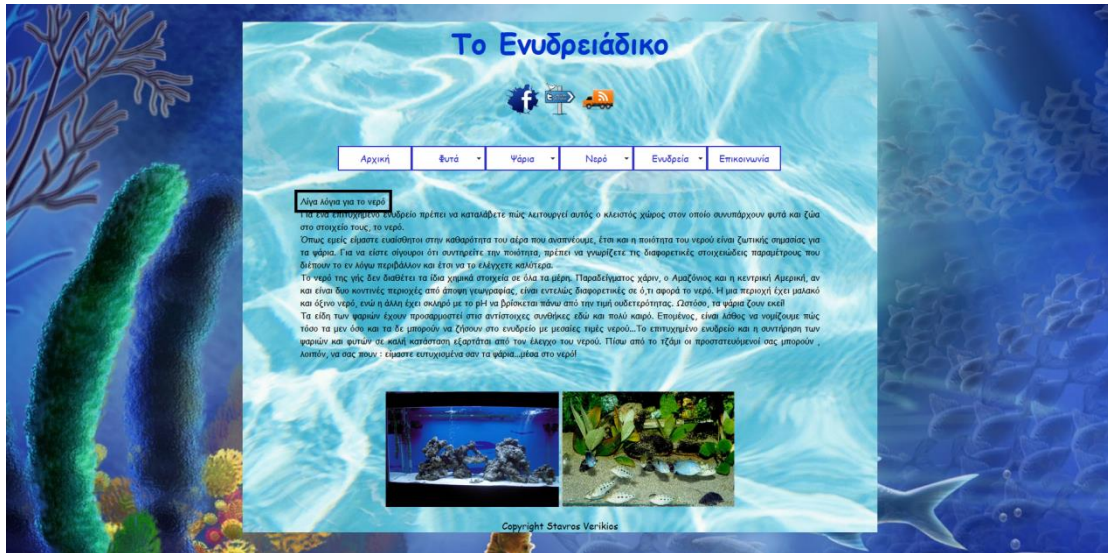 Το Ενυδρειάδικο
Αρχική Φυτά Ψάρια Νερό Ενυδρεία Επικοινωνία
Λίγα λόγια για το νερό
Για ένα επιτυχημένο ενυδρείο πρέπει να καταλάβετε πώς λειτουργεί αυτός ο κλειστός χώρος στον οποίο συνυπάρχουν φυτά και ζώα
στο στοιχείο τους, το νερό.
Όπως εμείς είμαστε ευαίσθητοι στην καθαρότητα του αέρα που αναπνέουμε, έτσι και η ποιότητα του νερού είναι ζωτικής σημασίας για
τα ψάρια. Για να είστε σίγουροι ότι συντηρείτε την ποιότητα, πρέπει να γνωρίζετε τις διαφορετικές στοιχειώδεις παραμέτρους που
διέπουν το εν λόγω περιβάλλον και έτσι να το ελέγχετε καλύτερα.
Το νερό της γής δεν διαθέτει τα ίδια χημικά στοιχεία σε όλα τα μέρη. Παραδείγματος χάριν, ο Αμαζόνιος και η κεντρική Αμερική, αν
και είναι δυο κοντινές περιοχές από άποψη γεωγραφίας, είναι εντελώς διαφορετικές σε ό,τι αφορά το νερό. Η μια περιοχή έχει μαλακό
και όξινο νερό, ενώ η άλλη έχει σκληρό με το pH να βρίσκεται πάνω από την τιμή ουδετερότητας. Ωστόσο, τα ψάρια ζουν εκεί!
Τα είδη των ψαριών έχουν προσαρμοστεί στις αντίστοιχες συνθήκες εδώ και πολύ καιρό. Επομένος, είναι λάθος να νομίζουμε πώς
τόσο τα μεν όσο και τα δε μπορούν να ζήσουν στο ενυδρείο με μεσαίες τιμές νερού...Το επιτυχημένο ενυδρείο και η συντήρηση των
ψαριών και φυτών σε καλή κατάσταση εξαρτάται από τον έλεγχο του νερού. Πίσω από το τζάμι οι προστατευόμενοί σας μπορούν ,
λοιπόν, να σας πουν : είμαστε ευτυχισμένα σαν τα ψάρια...μέσα στο νερό!
Copyright Stavros Verikios